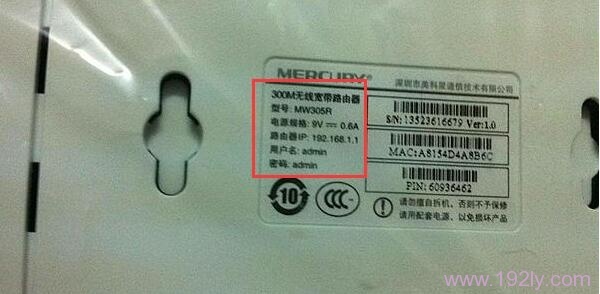 MERCURY®
深圳市美科星通信技术有限公司
300M无线宽带路由器
型号: MW305R
电源规格: 9V ⎓ 0.6A
路由器IP: 192.168.1.1
用户名: admin
密码: admin
S/N: 13523616679 Ver:1.0
MAC:A8154D4A8B6C
PIN: 60936462
10
CCC
请勿擅自拆机，否则不予保修
请用配套电源，以免损坏产品
www.192ly.com